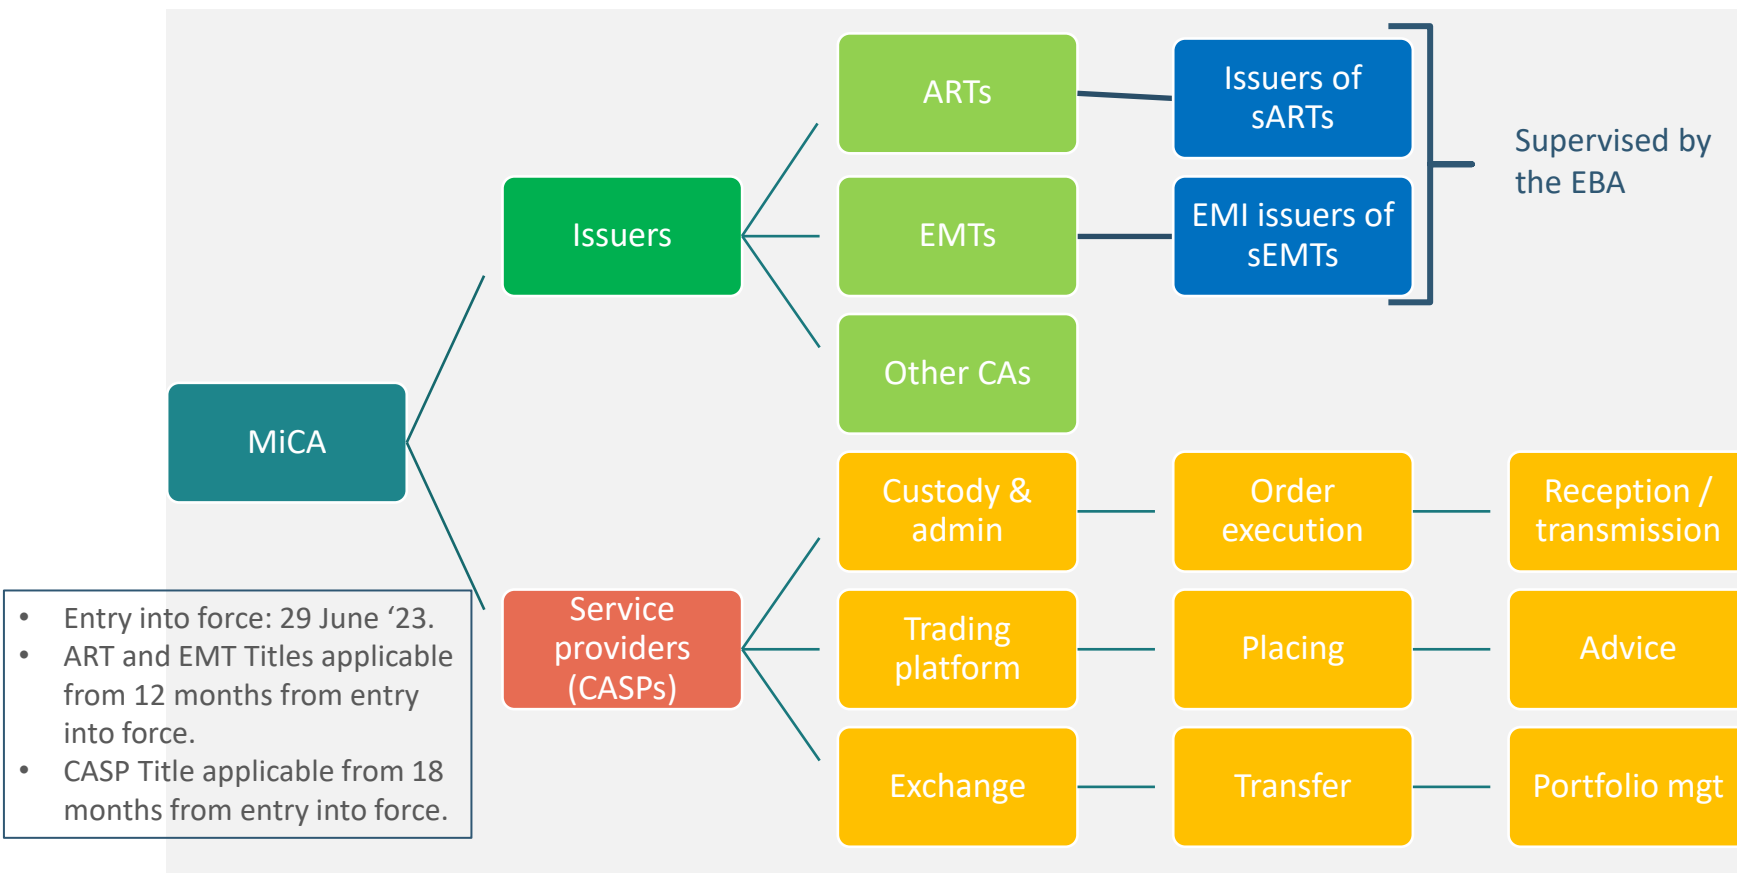 ARTs
Issuers of
sARTs
Supervised by
the EBA
Issuers
EMTs
EMI issuers of
sEMTs
Other CAs
MiCA
Custody &
admin
Order
execution
Reception /
transmission
Service
providers
(CASPs)
Trading
platform
Placing
Advice
Exchange
Transfer
Portfolio mgt
• Entry into force: 29 June ‘23.
• ART and EMT Titles applicable
from 12 months from entry
into force.
• CASP Title applicable from 18
months from entry into force.